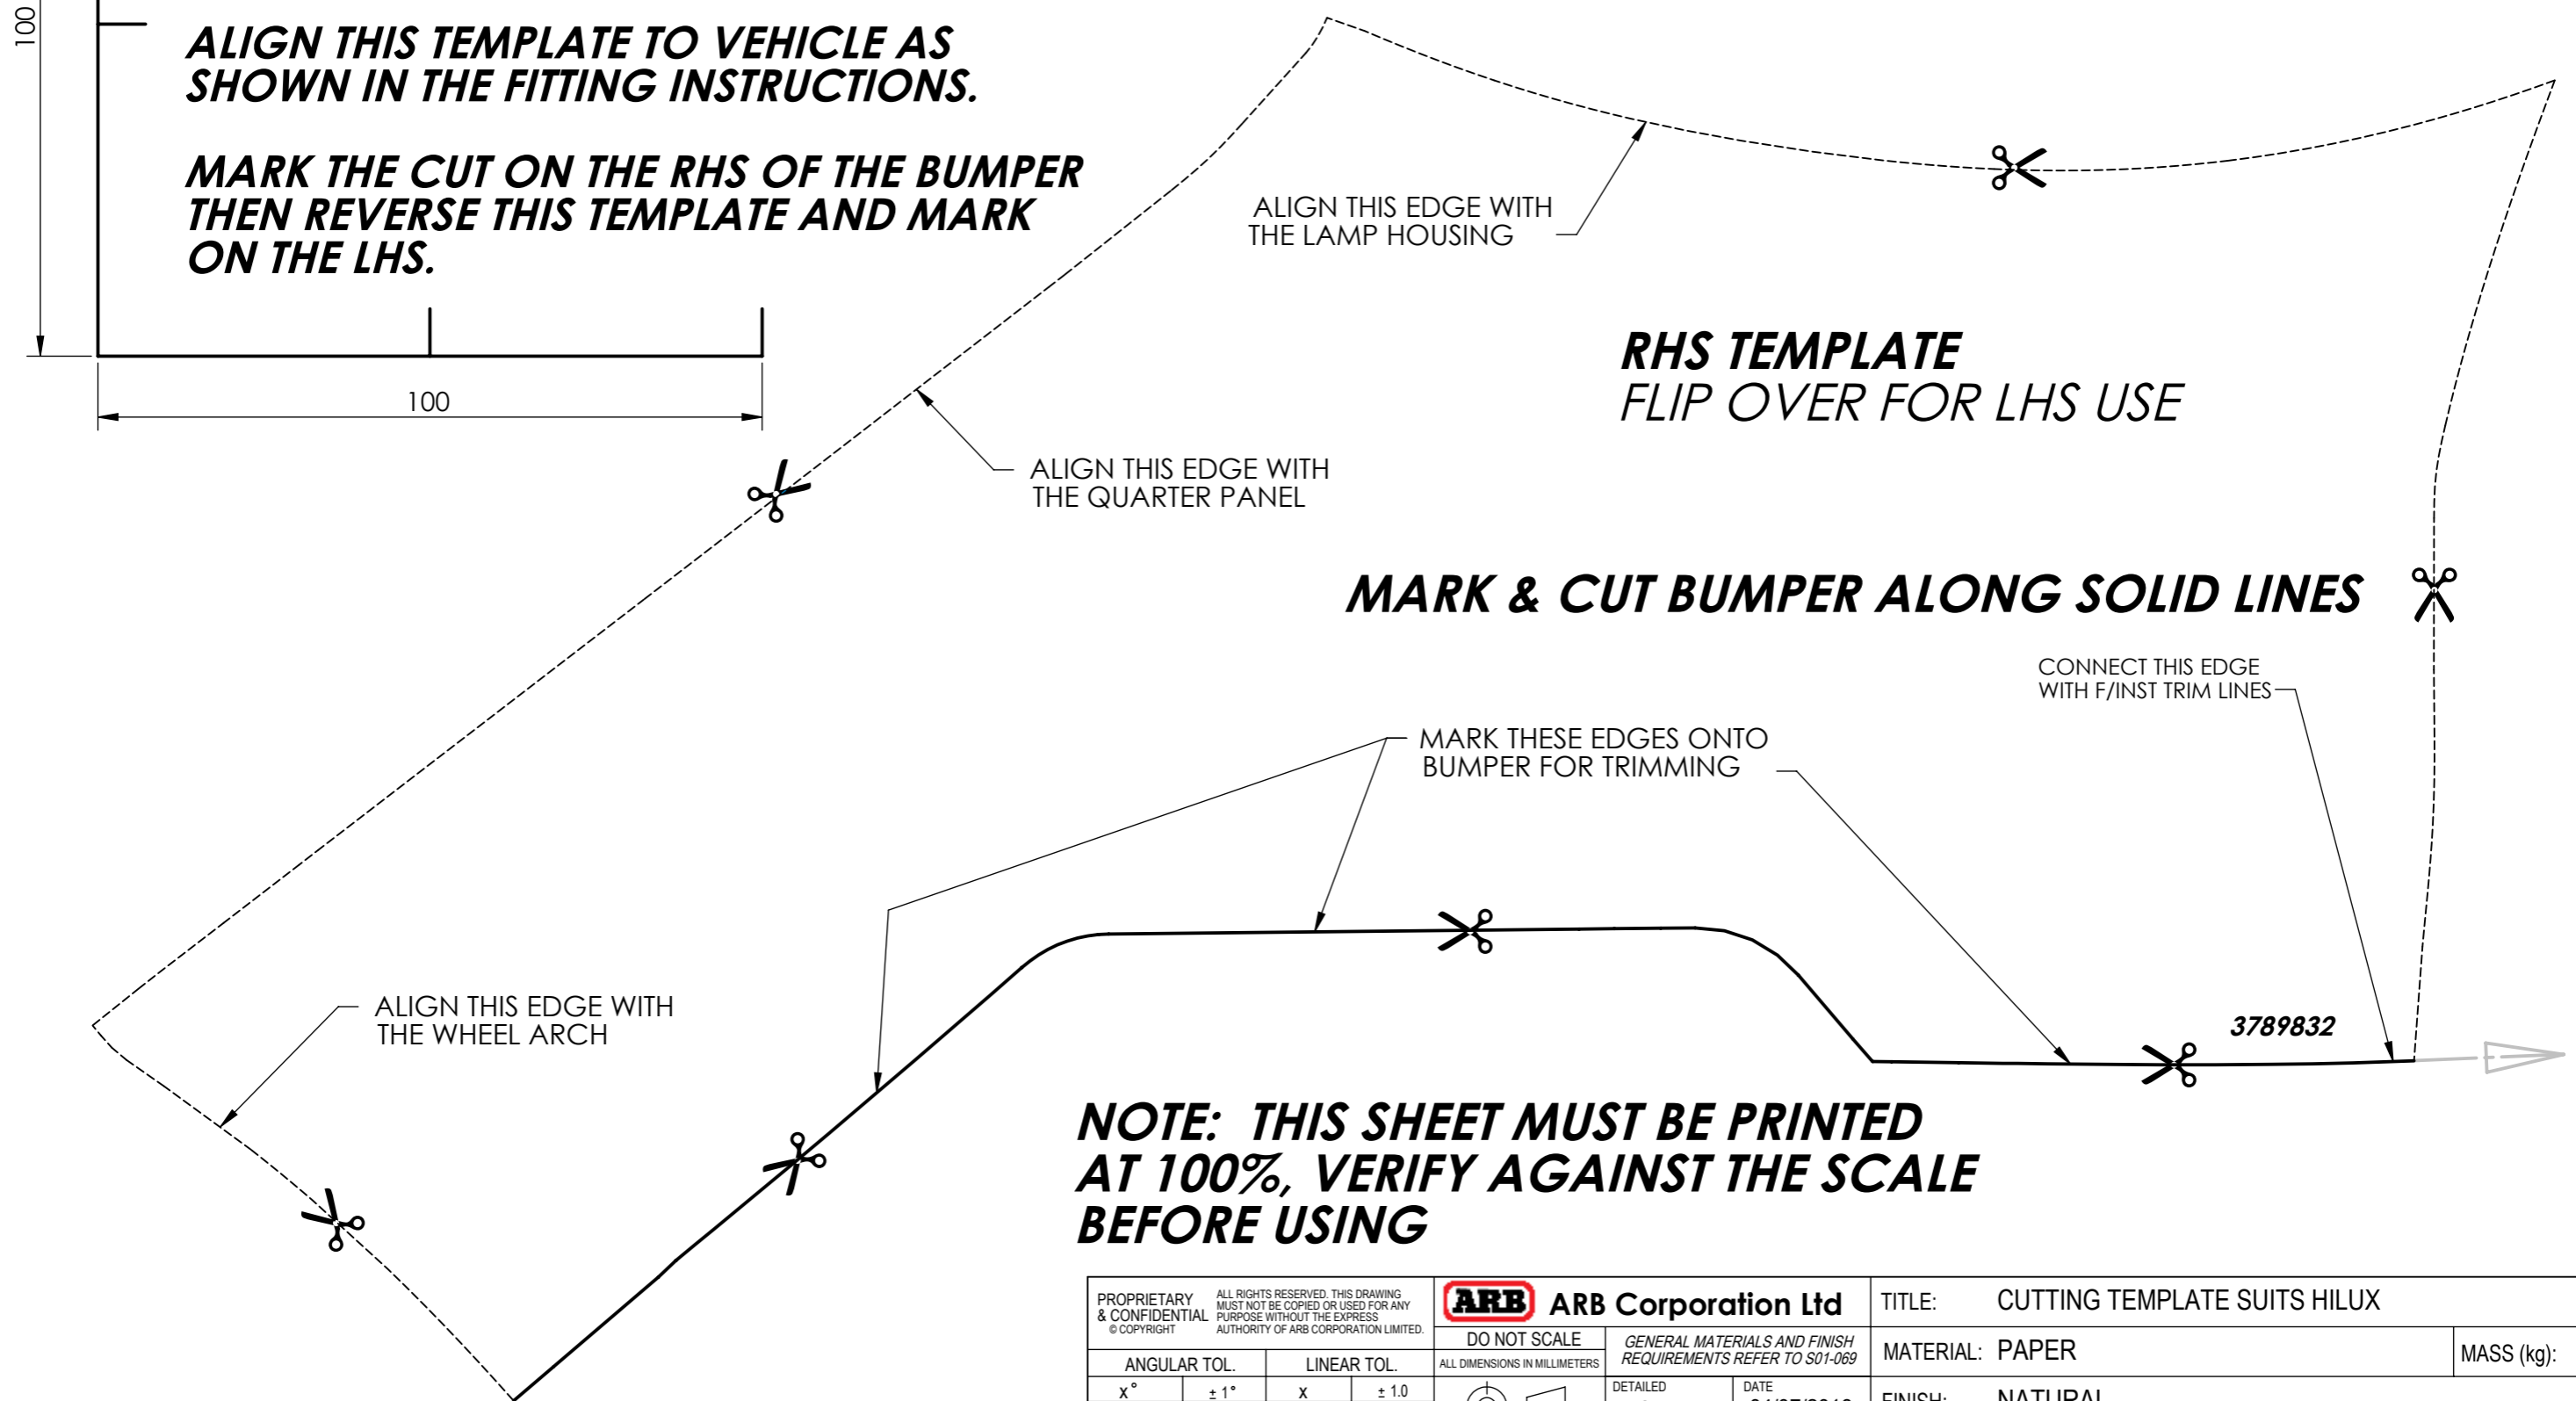 100
ALIGN THIS TEMPLATE TO VEHICLE AS
SHOWN IN THE FITTING INSTRUCTIONS.
MARK THE CUT ON THE RHS OF THE BUMPER
THEN REVERSE THIS TEMPLATE AND MARK
ON THE LHS.
100
ALIGN THIS EDGE WITH
THE LAMP HOUSING
RHS TEMPLATE
FLIP OVER FOR LHS USE
ALIGN THIS EDGE WITH
THE QUARTER PANEL
MARK & CUT BUMPER ALONG SOLID LINES
CONNECT THIS EDGE
WITH F/INST TRIM LINES
MARK THESE EDGES ONTO
BUMPER FOR TRIMMING
ALIGN THIS EDGE WITH
THE WHEEL ARCH
3789832
NOTE: THIS SHEET MUST BE PRINTED
AT 100%, VERIFY AGAINST THE SCALE
BEFORE USING
PROPRIETARY
& CONFIDENTIAL
© COPYRIGHT
ALL RIGHTS RESERVED. THIS DRAWING
MUST NOT BE COPIED OR USED FOR ANY
PURPOSE WITHOUT THE EXPRESS
AUTHORITY OF ARB CORPORATION LIMITED.
ARB ARB Corporation Ltd
TITLE: CUTTING TEMPLATE SUITS HILUX
DO NOT SCALE
ALL DIMENSIONS IN MILLIMETERS
GENERAL MATERIALS AND FINISH
REQUIREMENTS REFER TO S01-069
MATERIAL: PAPER
MASS (kg):
ANGULAR TOL. LINEAR TOL.
X° ± 1° X ± 1.0
DETAILED DATE
FINISH: NATURAL